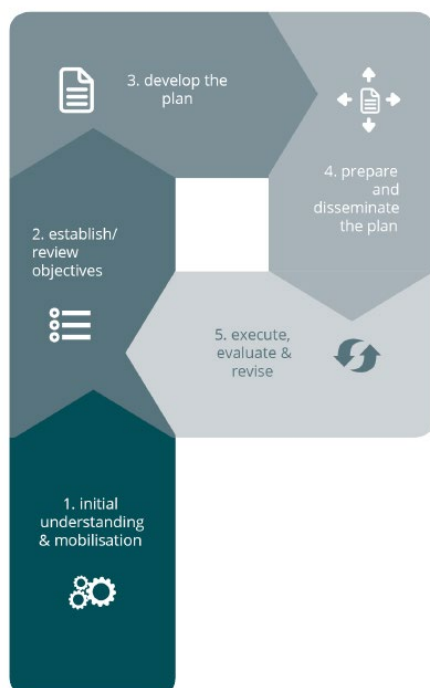 3. develop the
plan
4. prepare
and
disseminate
the plan
2. establish/
review
objectives
5. execute,
evaluate &
revise
1. initial
understanding
& mobilisation